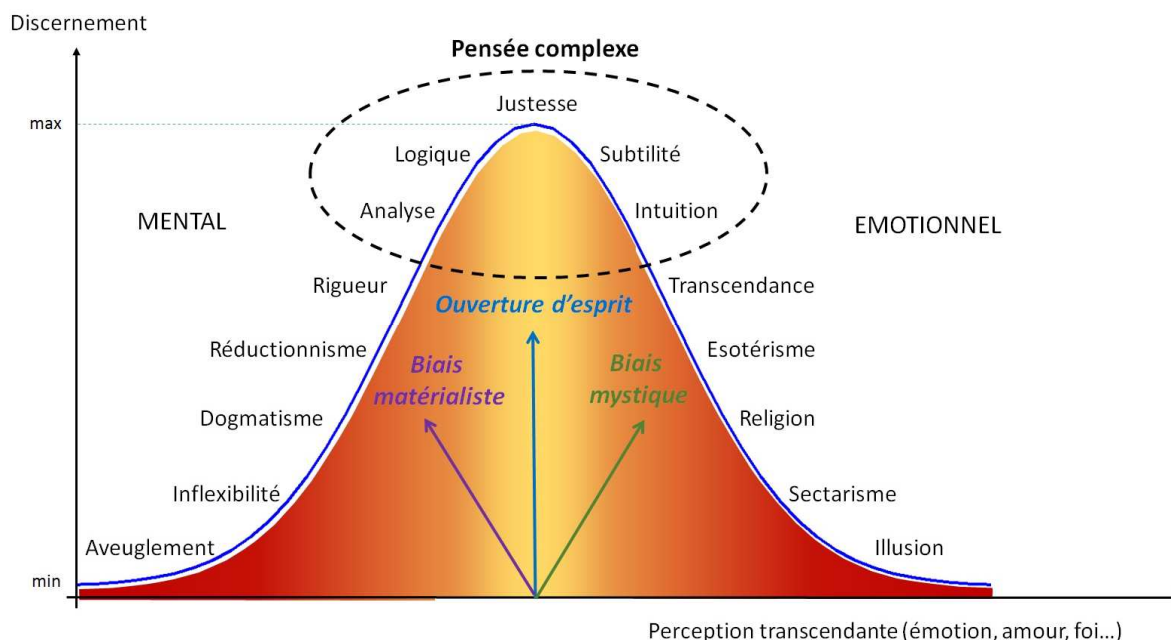 Discernement
Pensée complexe
max
Justesse
Logique
Subtilité
Analyse
Intuition
MENTAL
EMOTIONNEL
Rigueur
Transcendance
Ouverture d'esprit
Réductionnisme
Esotérisme
Biais
matérialiste
Biais
mystique
Dogmatisme
Religion
Inflexibilité
Sectarisme
Aveuglement
Illusion
min
Perception transcendante (émotion, amour, foi...)